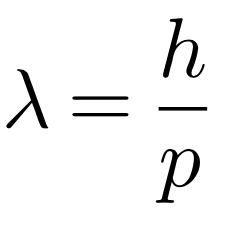 λ = h/p